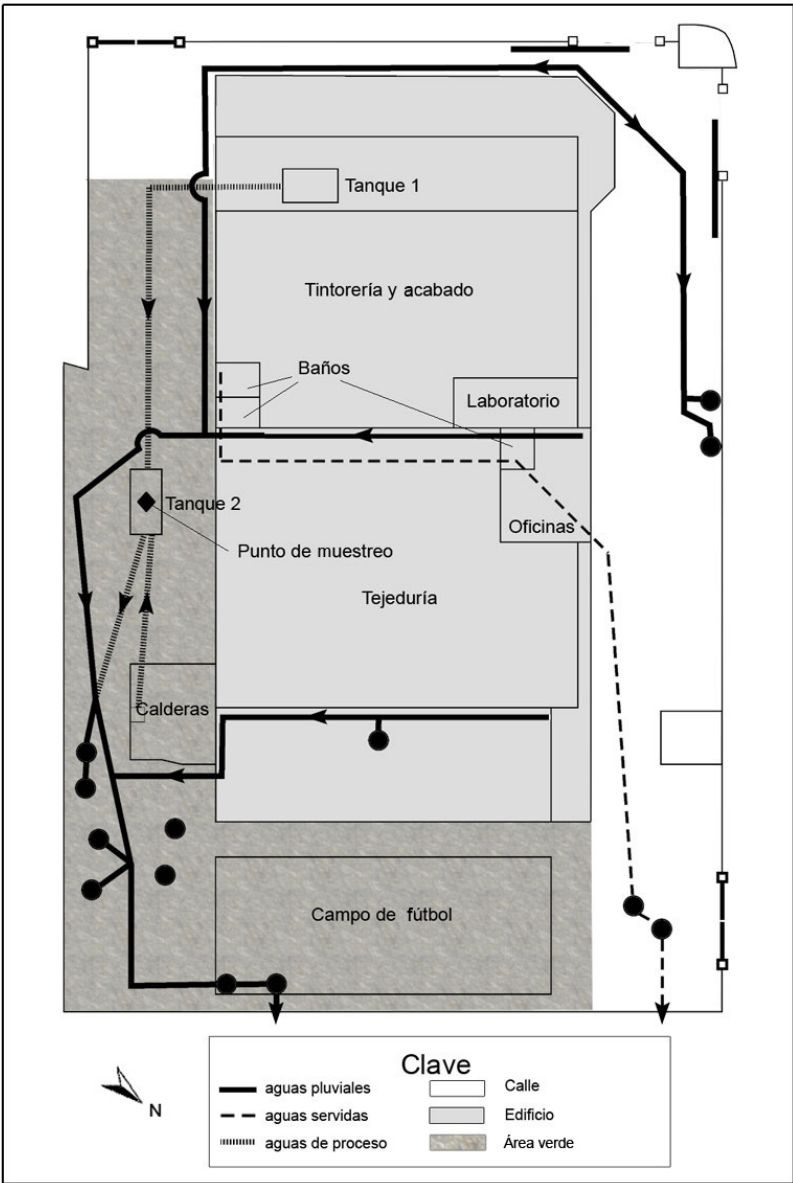 Tanque 1
Tintorería y acabado
Baños
Laboratorio
Tanque 2
Oficinas
Punto de muestreo
Tejeduría
Calderas
Campo de fútbol
Clave
aguas pluviales
aguas servidas
aguas de proceso
Calle
Edificio
Área verde
N